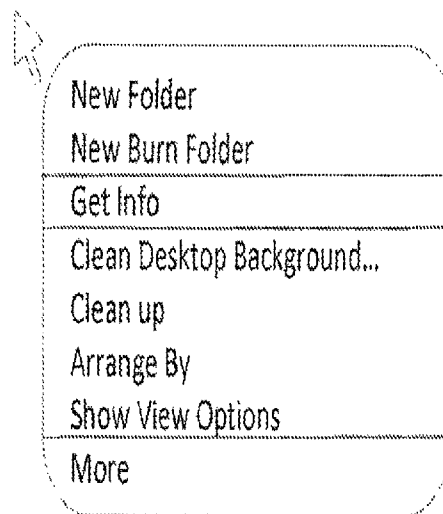 New Folder
New Burn Folder
Get Info
Clean Desktop Background...
Clean up
Arrange By
Show View Options
More